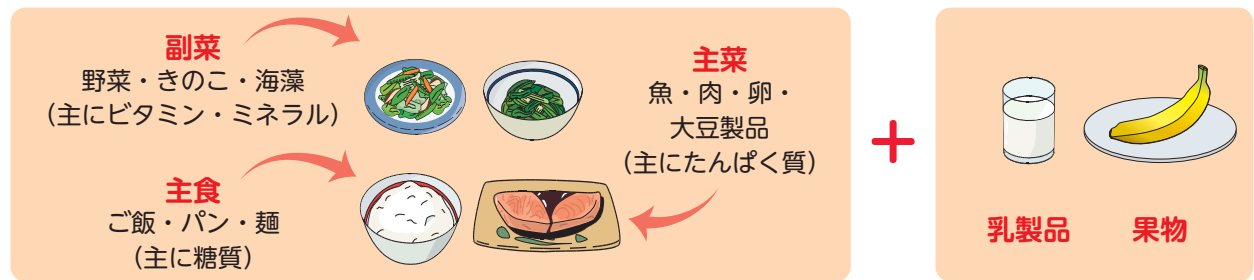 副菜
野菜・きのこ・海藻
（主にビタミン・ミネラル）
主食
ご飯・パン・麺
（主に糖質）
主菜
魚・肉・卵・
大豆製品
（主にたんぱく質）
+
乳製品
果物